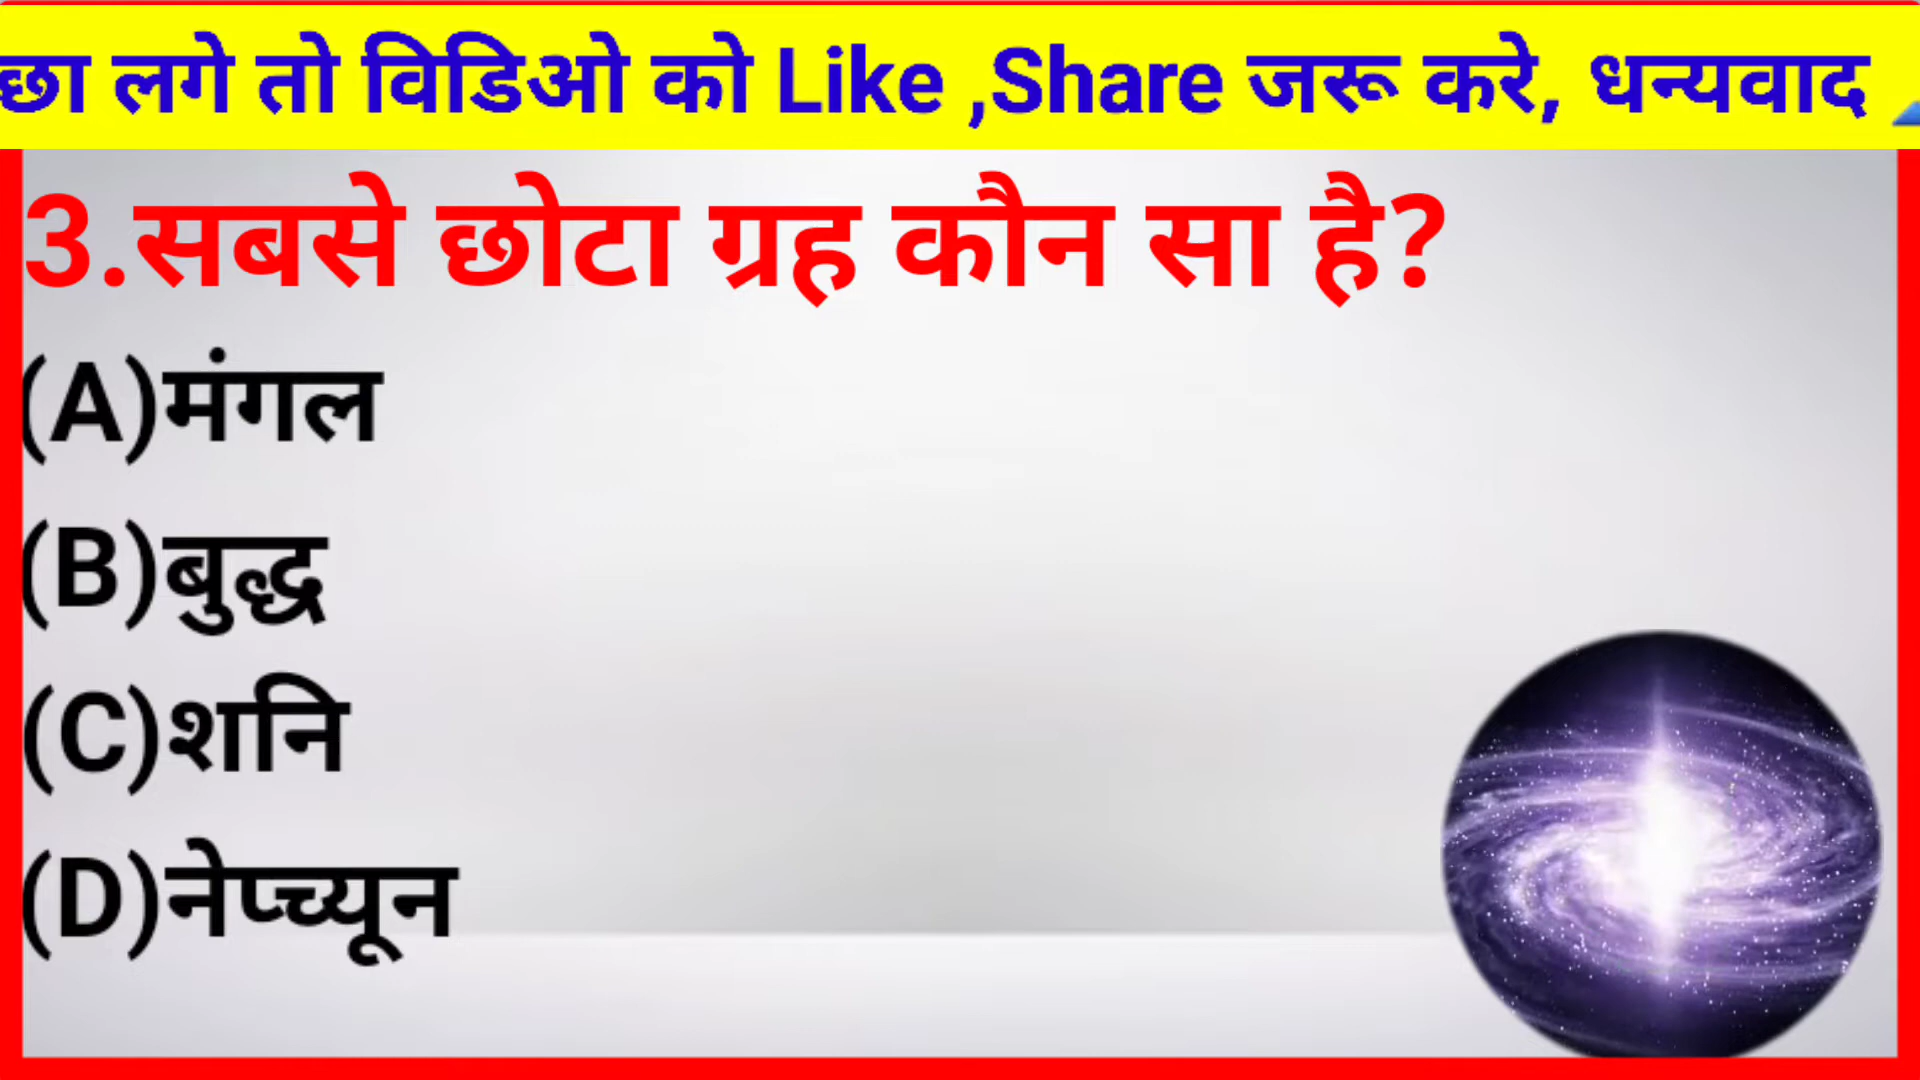 छा लगे तो विडिओ को Like ,Share जरू करे, धन्यवाद
3.सबसे छोटा ग्रह कौन सा है?
(A)मंगल
(B)बुद्ध
(C)शनि
(D)नेप्च्यून